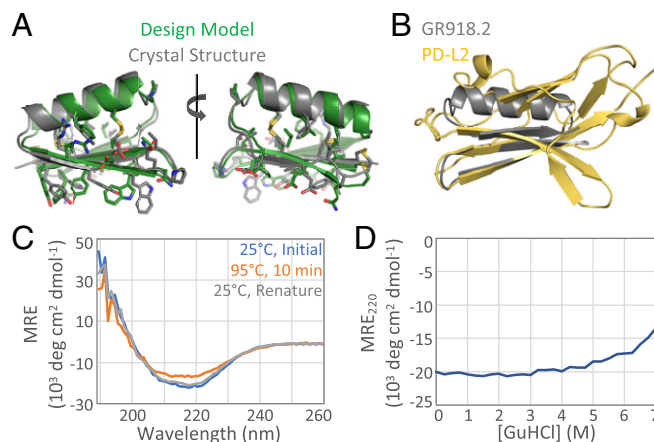 A
Design Model
Crystal Structure
B
GR918.2
PD-L2
C
MRE
(10³ deg cm² dmol⁻¹)
50
30
10
-10
-30
25°C, Initial
95°C, 10 min
25°C, Renature
200
220
240
260
Wavelength (nm)
D
MRE₂₂₀
(10³ deg cm² dmol⁻¹)
0
-5
-10
-15
-20
-25
0 1 2 3 4 5 6 7
[GuHCl] (M)